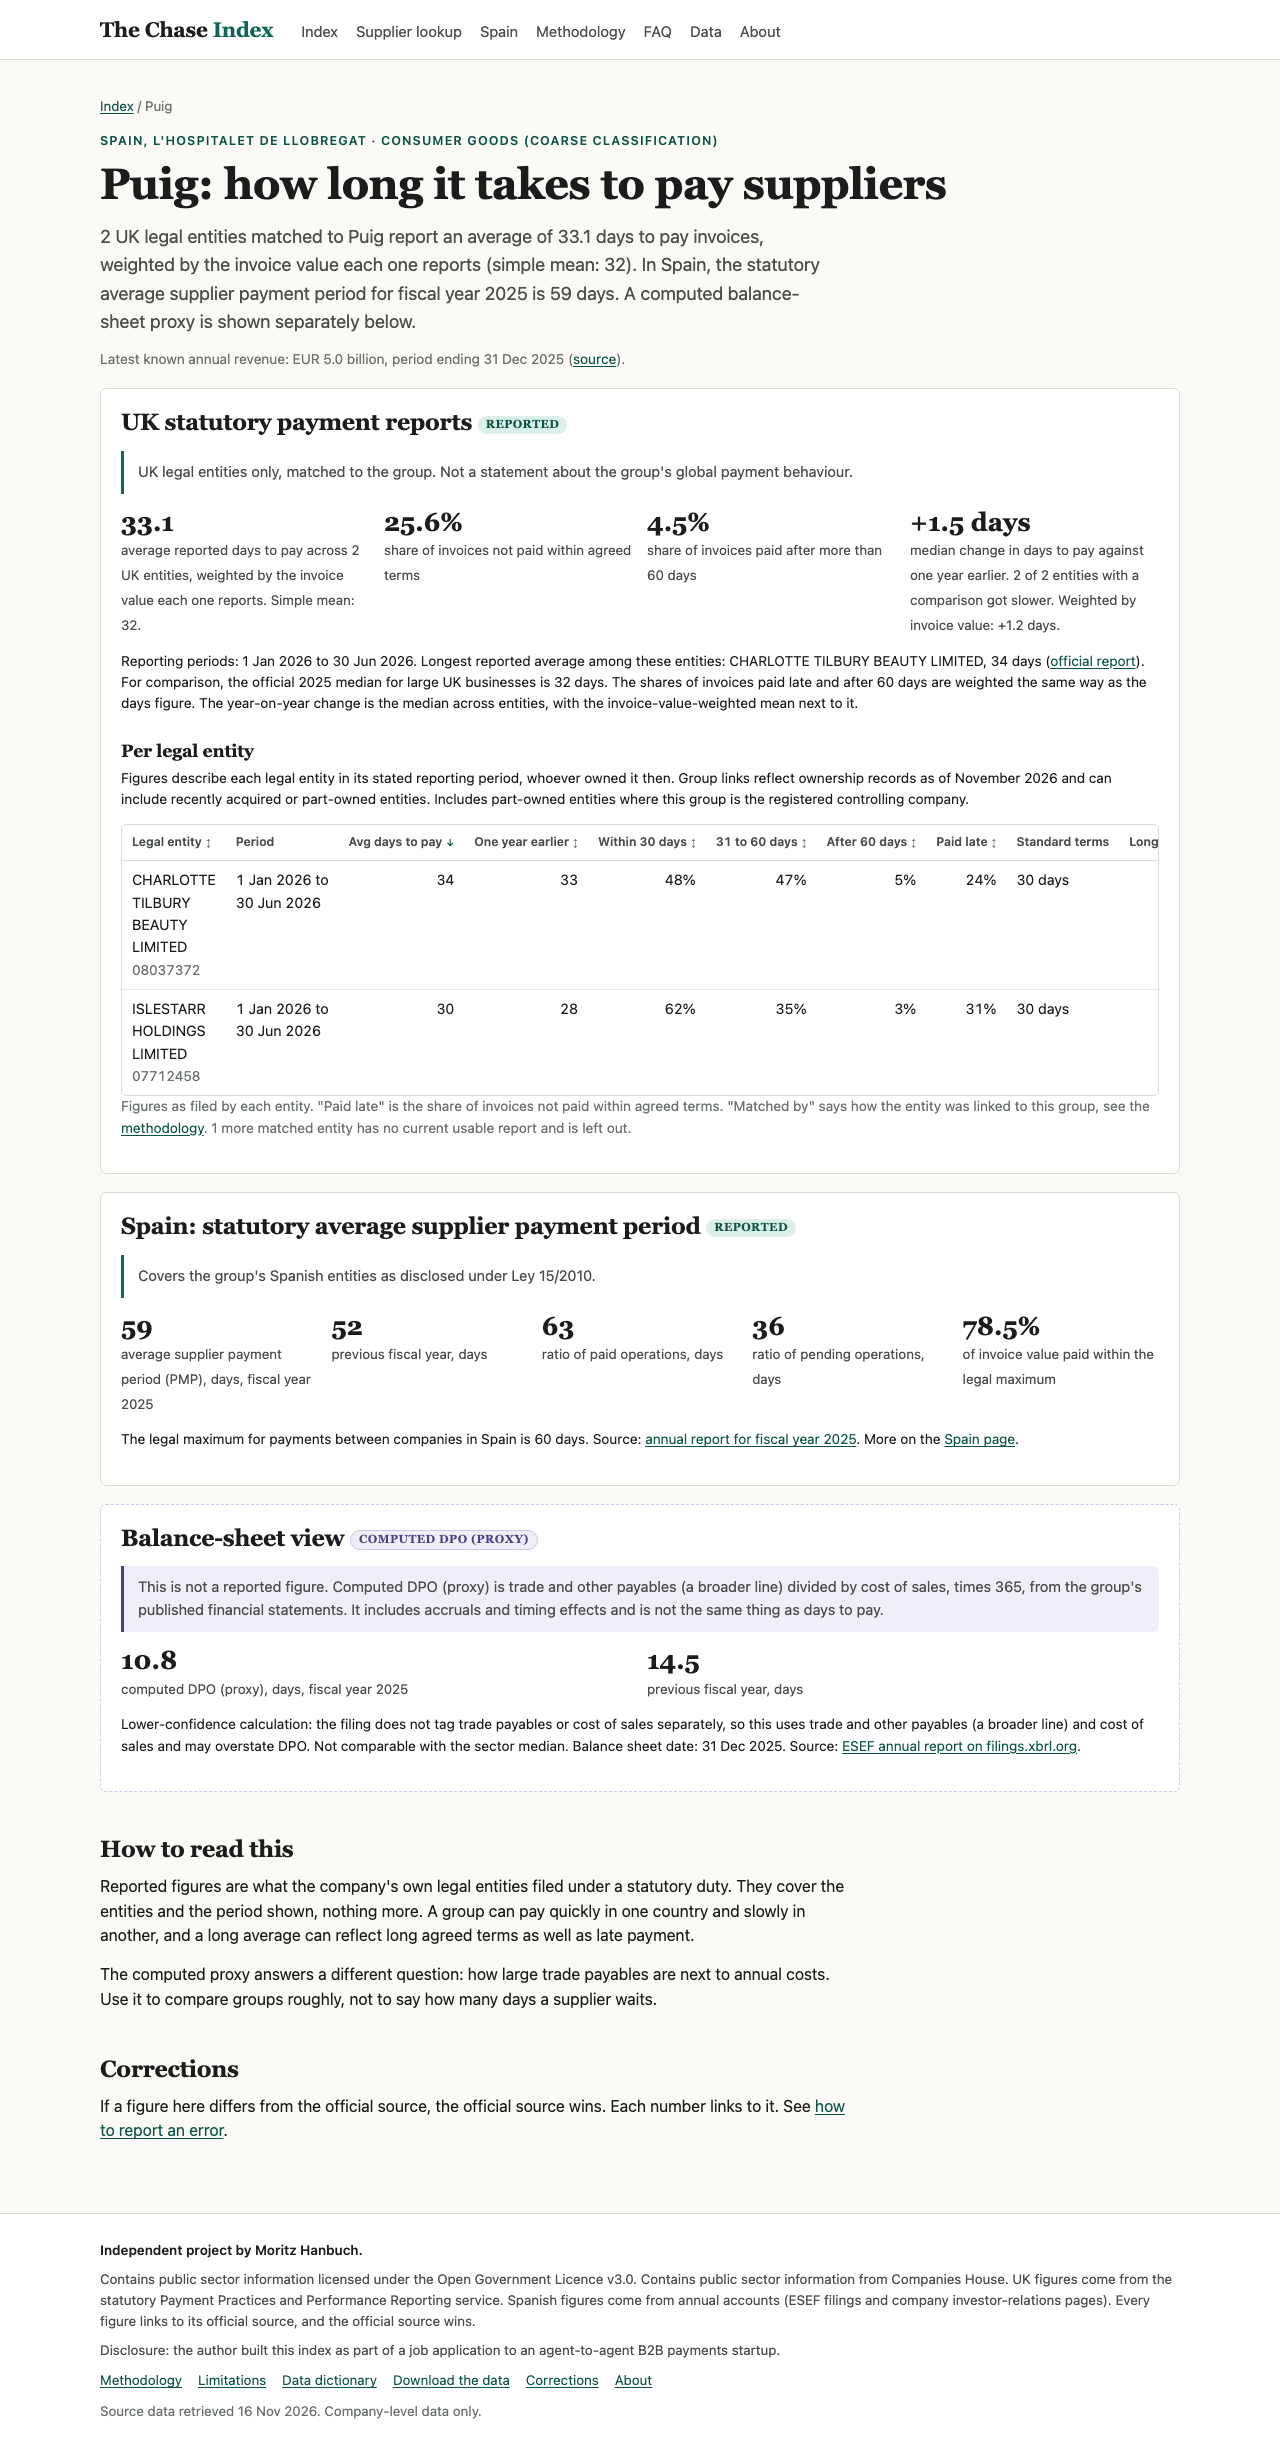 The Chase Index
Index
Supplier lookup
Spain
Methodology
FAQ
Data
About
Index / Puig
SPAIN, L'HOSPITALET DE LLOBREGAT · CONSUMER GOODS (COARSE CLASSIFICATION)
Puig: how long it takes to pay suppliers
2 UK legal entities matched to Puig report an average of 33.1 days to pay invoices,
weighted by the invoice value each one reports (simple mean: 32). In Spain, the statutory
average supplier payment period for fiscal year 2025 is 59 days. A computed balance-
sheet proxy is shown separately below.
Latest known annual revenue: EUR 5.0 billion, period ending 31 Dec 2025 (source).
UK statutory payment reports REPORTED
UK legal entities only, matched to the group. Not a statement about the group's global payment behaviour.
33.1
average reported days to pay across 2
UK entities, weighted by the invoice
value each one reports. Simple mean:
32.
25.6%
share of invoices not paid within agreed
terms
4.5%
share of invoices paid after more than
60 days
+1.5 days
median change in days to pay against
one year earlier. 2 of 2 entities with a
comparison got slower. Weighted by
invoice value: +1.2 days.
Reporting periods: 1 Jan 2026 to 30 Jun 2026. Longest reported average among these entities: CHARLOTTE TILBURY BEAUTY LIMITED, 34 days (official report).
For comparison, the official 2025 median for large UK businesses is 32 days. The shares of invoices paid late and after 60 days are weighted the same way as the
days figure. The year-on-year change is the median across entities, with the invoice-value-weighted mean next to it.
Per legal entity
Figures describe each legal entity in its stated reporting period, whoever owned it then. Group links reflect ownership records as of November 2026 and can
include recently acquired or part-owned entities. Includes part-owned entities where this group is the registered controlling company.
Legal entity ↕ Period Avg days to pay ↓ One year earlier ↕ Within 30 days ↕ 31 to 60 days ↕ After 60 days ↕ Paid late ↕ Standard terms Long
CHARLOTTE TILBURY BEAUTY LIMITED 08037372 1 Jan 2026 to 30 Jun 2026 34 33 48% 47% 5% 24% 30 days
ISLESTARR HOLDINGS LIMITED 07712458 1 Jan 2026 to 30 Jun 2026 30 28 62% 35% 3% 31% 30 days
Figures as filed by each entity. "Paid late" is the share of invoices not paid within agreed terms. "Matched by" says how the entity was linked to this group, see the
methodology. 1 more matched entity has no current usable report and is left out.
Spain: statutory average supplier payment period REPORTED
Covers the group's Spanish entities as disclosed under Ley 15/2010.
59
average supplier payment
period (PMP), days, fiscal year
2025
52
previous fiscal year, days
63
ratio of paid operations, days
36
ratio of pending operations,
days
78.5%
of invoice value paid within the
legal maximum
The legal maximum for payments between companies in Spain is 60 days. Source: annual report for fiscal year 2025. More on the Spain page.
Balance-sheet view COMPUTED DPO (PROXY)
This is not a reported figure. Computed DPO (proxy) is trade and other payables (a broader line) divided by cost of sales, times 365, from the group's
published financial statements. It includes accruals and timing effects and is not the same thing as days to pay.
10.8
computed DPO (proxy), days, fiscal year 2025
14.5
previous fiscal year, days
Lower-confidence calculation: the filing does not tag trade payables or cost of sales separately, so this uses trade and other payables (a broader line) and cost of
sales and may overstate DPO. Not comparable with the sector median. Balance sheet date: 31 Dec 2025. Source: ESEF annual report on filings.xbrl.org.
How to read this
Reported figures are what the company's own legal entities filed under a statutory duty. They cover the
entities and the period shown, nothing more. A group can pay quickly in one country and slowly in
another, and a long average can reflect long agreed terms as well as late payment.
The computed proxy answers a different question: how large trade payables are next to annual costs.
Use it to compare groups roughly, not to say how many days a supplier waits.
Corrections
If a figure here differs from the official source, the official source wins. Each number links to it. See how
to report an error.
Independent project by Moritz Hanbuch.
Contains public sector information licensed under the Open Government Licence v3.0. Contains public sector information from Companies House. UK figures come from the
statutory Payment Practices and Performance Reporting service. Spanish figures come from annual accounts (ESEF filings and company investor-relations pages). Every
figure links to its official source, and the official source wins.
Disclosure: the author built this index as part of a job application to an agent-to-agent B2B payments startup.
Methodology Limitations Data dictionary Download the data Corrections About
Source data retrieved 16 Nov 2026. Company-level data only.